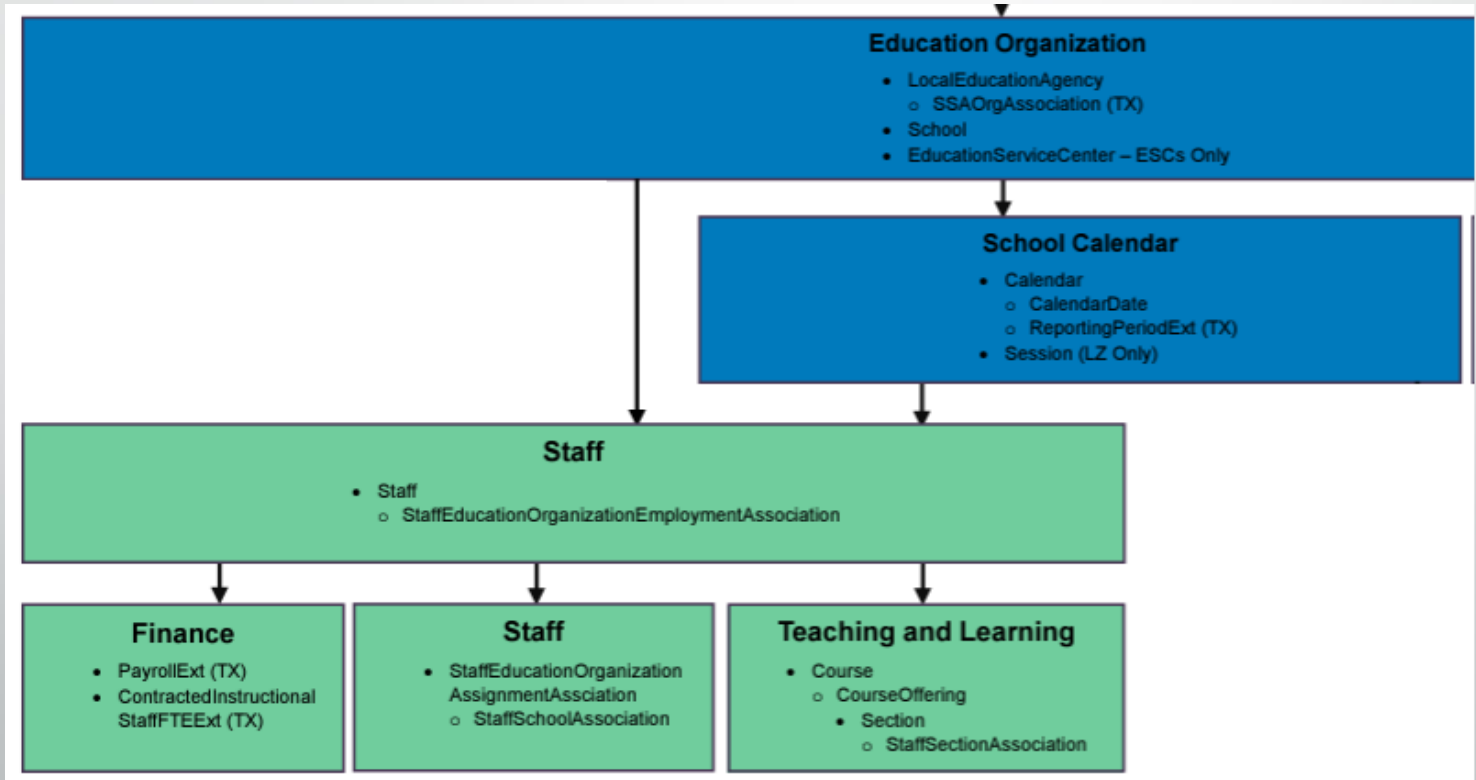 Education Organization
• LocalEducationAgency
o SSAOrgAssociation (TX)
• School
• EducationServiceCenter – ESCs Only
School Calendar
• Calendar
o CalendarDate
o ReportingPeriodExt (TX)
• Session (LZ Only)
Staff
• Staff
o StaffEducationOrganizationEmploymentAssociation
Finance
• PayrollExt (TX)
• ContractedInstructional
StaffFTEExt (TX)
Staff
• StaffEducationOrganization
AssignmentAssciation
o StaffSchoolAssociation
Teaching and Learning
• Course
o CourseOffering
• Section
o StaffSectionAssociation